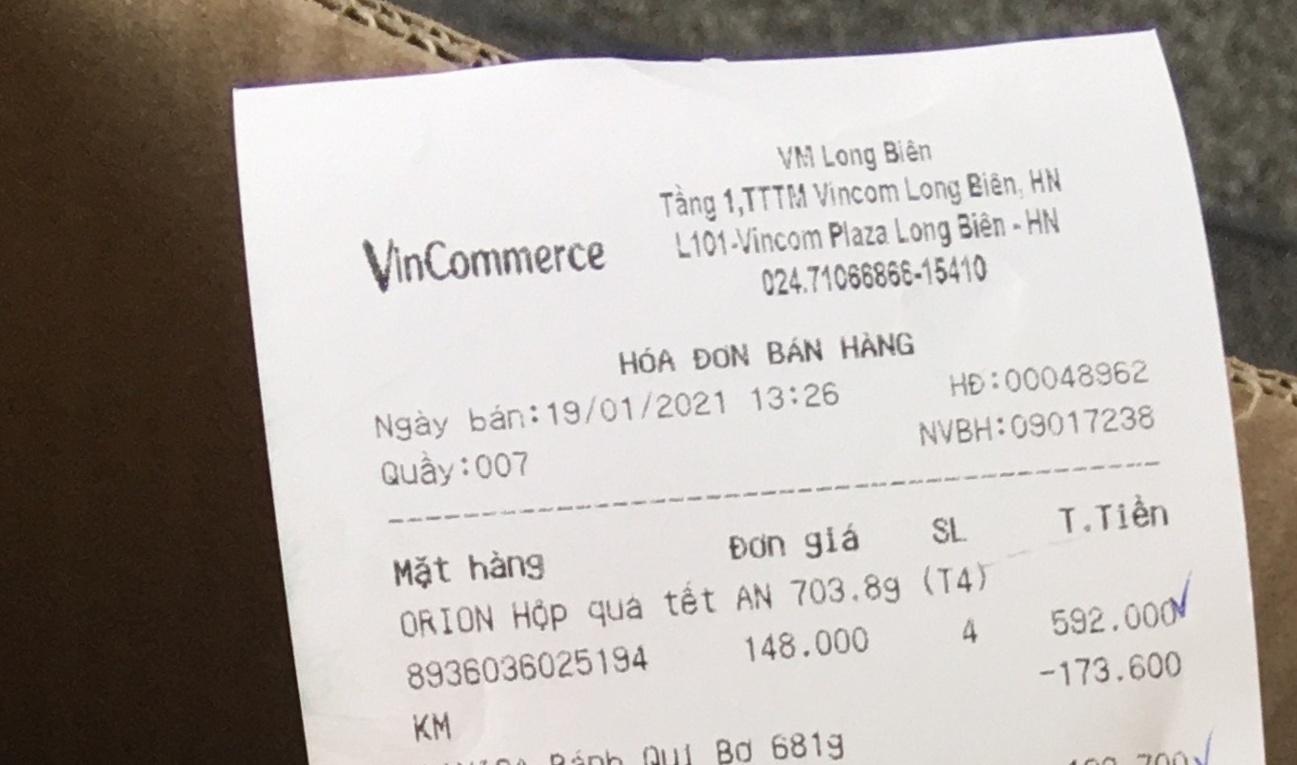 VM Long Biên
Tầng 1,TTTM Vincom Long Biên, HN
L101-Vincom Plaza Long Biên - HN
024.71066866-15410
VinCommerce
HÓA ĐƠN BÁN HÀNG
Ngày bán:19/01/2021 13:26 HĐ:00048962
Quầy:007 NVBH:09017238
Mặt hàng Đơn giá SL T.Tiền
ORION Hộp quà tết AN 703.8g (T4)
8936036025194 148.000 4 592.000
KM -173.600
Bánh Qui Bơ 681g